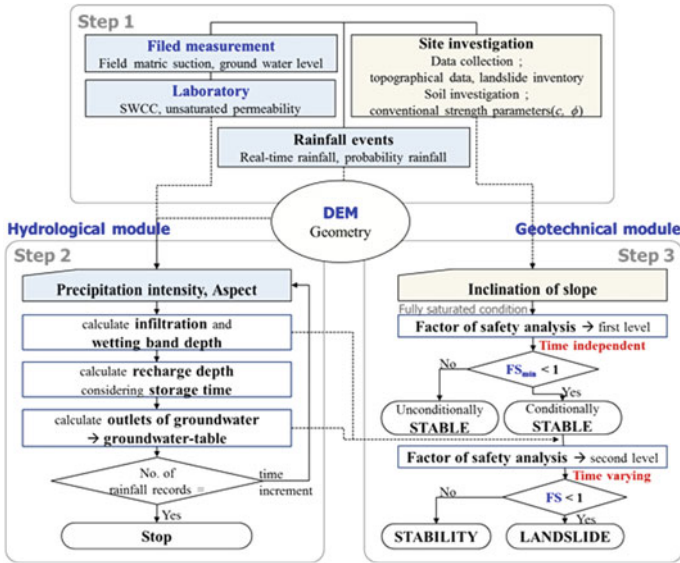 Step 1
Filed measurement
Field matric suction, ground water level
Laboratory
SWCC, unsaturated permeability
Site investigation
Data collection ;
topographical data, landslide inventory
Soil investigation ;
conventional strength parameters(c, ϕ)
Rainfall events
Real-time rainfall, probability rainfall
DEM
Geometry
Hydrological module
Step 2
Precipitation intensity, Aspect
calculate infiltration and
wetting band depth
calculate recharge depth
considering storage time
calculate outlets of groundwater
→ groundwater-table
No. of
rainfall records =
time
increment
Yes
Stop
Geotechnical module
Step 3
Inclination of slope
Fully saturated condition
Factor of safety analysis → first level
Time independent
No
FSmin < 1
Yes
Unconditionally
STABLE
Conditionally
STABLE
Factor of safety analysis → second level
Time varying
No
FS < 1
Yes
STABILITY
LANDSLIDE